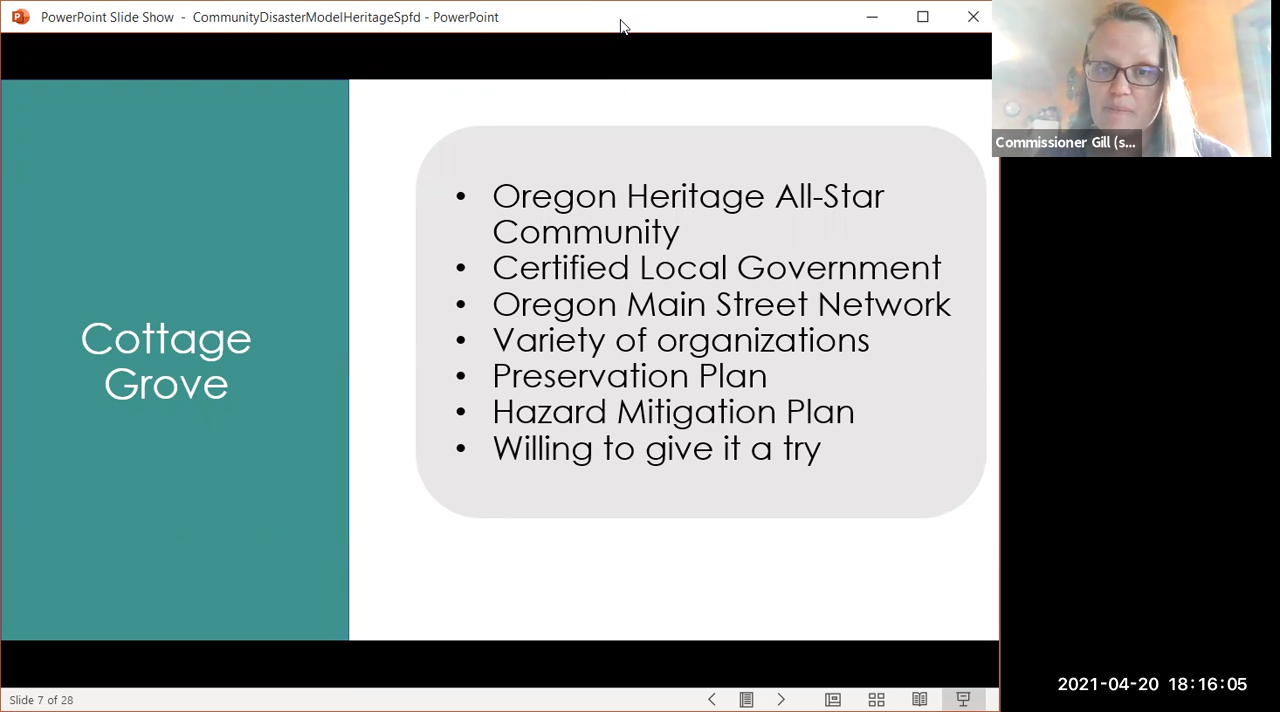 PowerPoint Slide Show - CommunityDisasterModelHeritageSpfd - PowerPoint
Commissioner Gill (s...
Cottage
Grove
• Oregon Heritage All-Star
Community
• Certified Local Government
• Oregon Main Street Network
• Variety of organizations
• Preservation Plan
• Hazard Mitigation Plan
• Willing to give it a try
Slide 7 of 28
2021-04-20 18:16:05